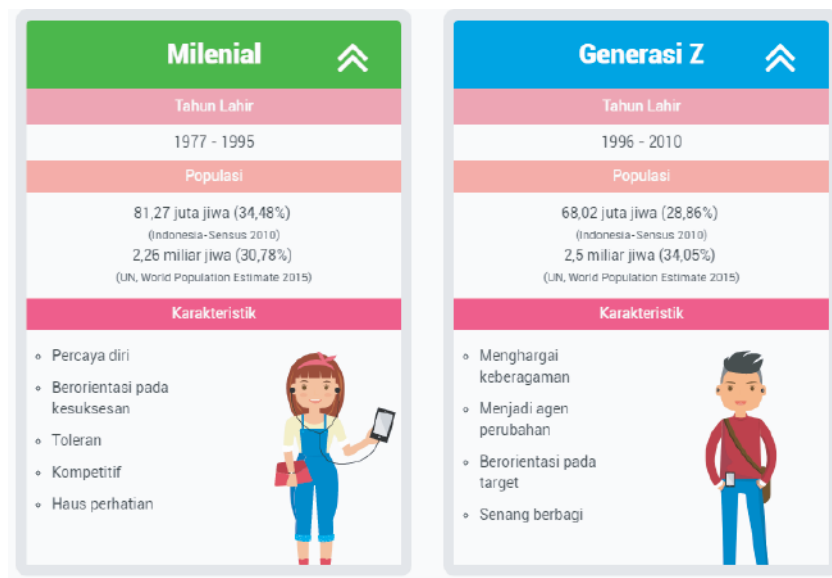 Milenial
Tahun Lahir
1977 - 1995
Populasi
81,27 juta jiwa (34,48%)
(Indonesia-Sensus 2010)
2,26 miliar jiwa (30,78%)
(UN, World Population Estimate 2015)
Karakteristik
Percaya diri
Berorientasi pada
kesuksesan
Toleran
Kompetitif
Haus perhatian
Generasi Z
Tahun Lahir
1996 - 2010
Populasi
68,02 juta jiwa (28,86%)
(Indonesia-Sensus 2010)
2,5 miliar jiwa (34,05%)
(UN, World Population Estimate 2015)
Karakteristik
Menghargai
keberagaman
Menjadi agen
perubahan
Berorientasi pada
target
Senang berbagi